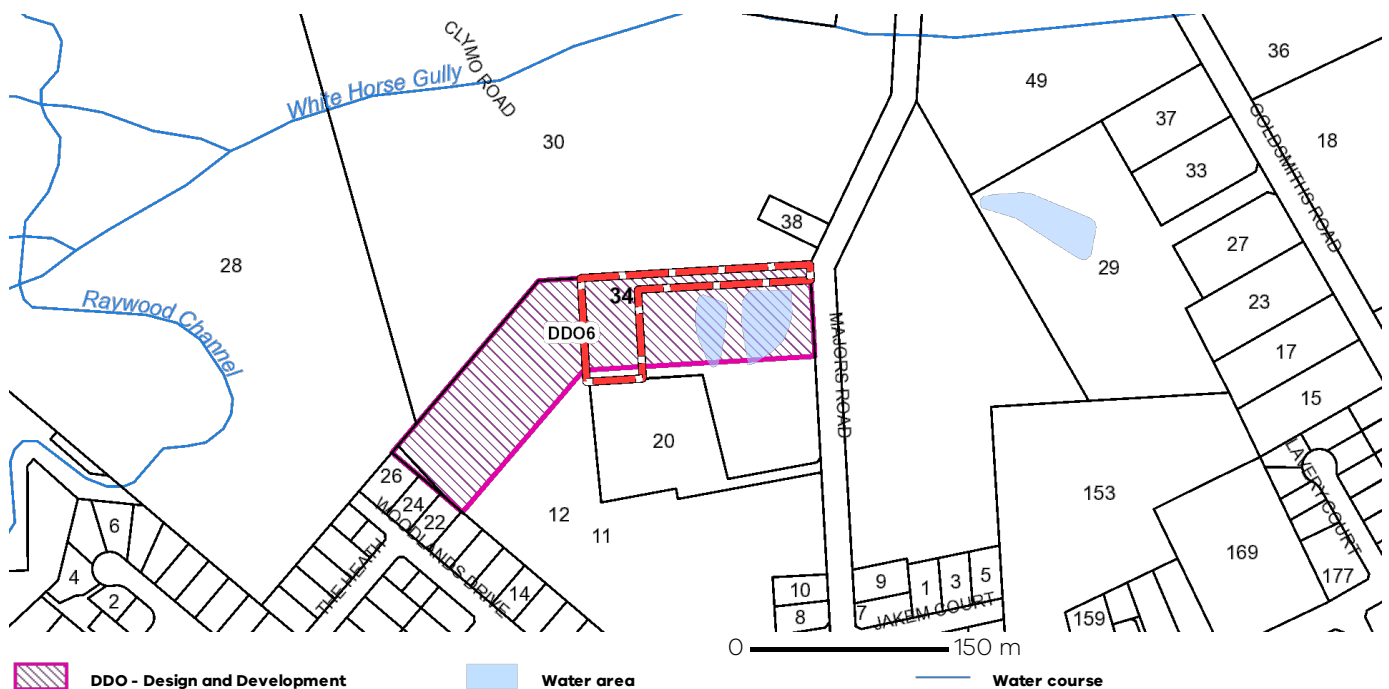 CLYMO ROAD
36
49
White Horse Gully
37
GOLDSMITHS ROAD
18
30
33
38
27
28
29
34
Raywood Channel
23
DDO6
MAJORS ROAD
17
15
20
26
24
22
WOODLANDS DRIVE
12
11
153
LAVERY COURT
6
THE HEATH
169
4
2
14
10
8
9
7
1
3
5
JAKEM COURT
177
159
0
150 m
DDO - Design and Development
Water area
Water course